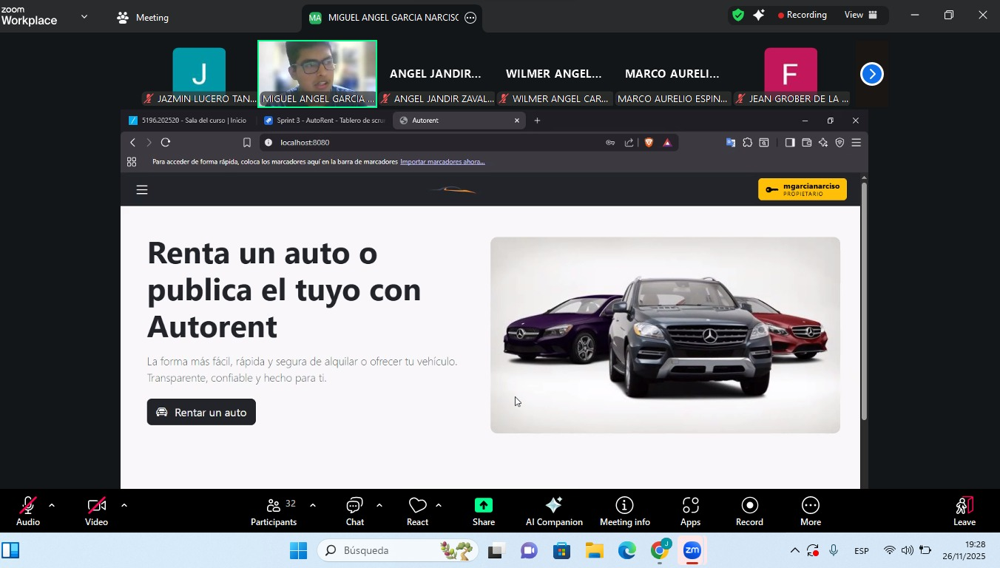 zoom
Workplace
Meeting
MA
MIGUEL ANGEL GARCIA NARCISO
Recording
View
J
JAZMIN LUCERO TAN...
MIGUEL ANGEL GARCIA ...
ANGEL JANDIR...
ANGEL JANDIR ZAVAL...
WILMER ANGEL...
WILMER ANGEL CAR...
MARCO AURELI...
MARCO AURELIO ESPIN...
F
JEAN GROBER DE LA ...
5196.202520 - Sala del curso | Inicio
Sprint 3 - AutoRent - Tablero de scru
Autorent
localhost:8080
Para acceder de forma rápida, coloca los marcadores aquí en la barra de marcadores Importar marcadores ahora...
mgarcianarciso
PROPIETARIO
Renta un auto o
publica el tuyo con
Autorent
La forma más fácil, rápida y segura de alquilar o ofrecer tu vehículo.
Transparente, confiable y hecho para ti.
Rentar un auto
Audio
Video
Participants
32
Chat
React
Share
AI Companion
Meeting info
Apps
Record
More
Leave
Búsqueda
J
zm
ESP
19:28
26/11/2025